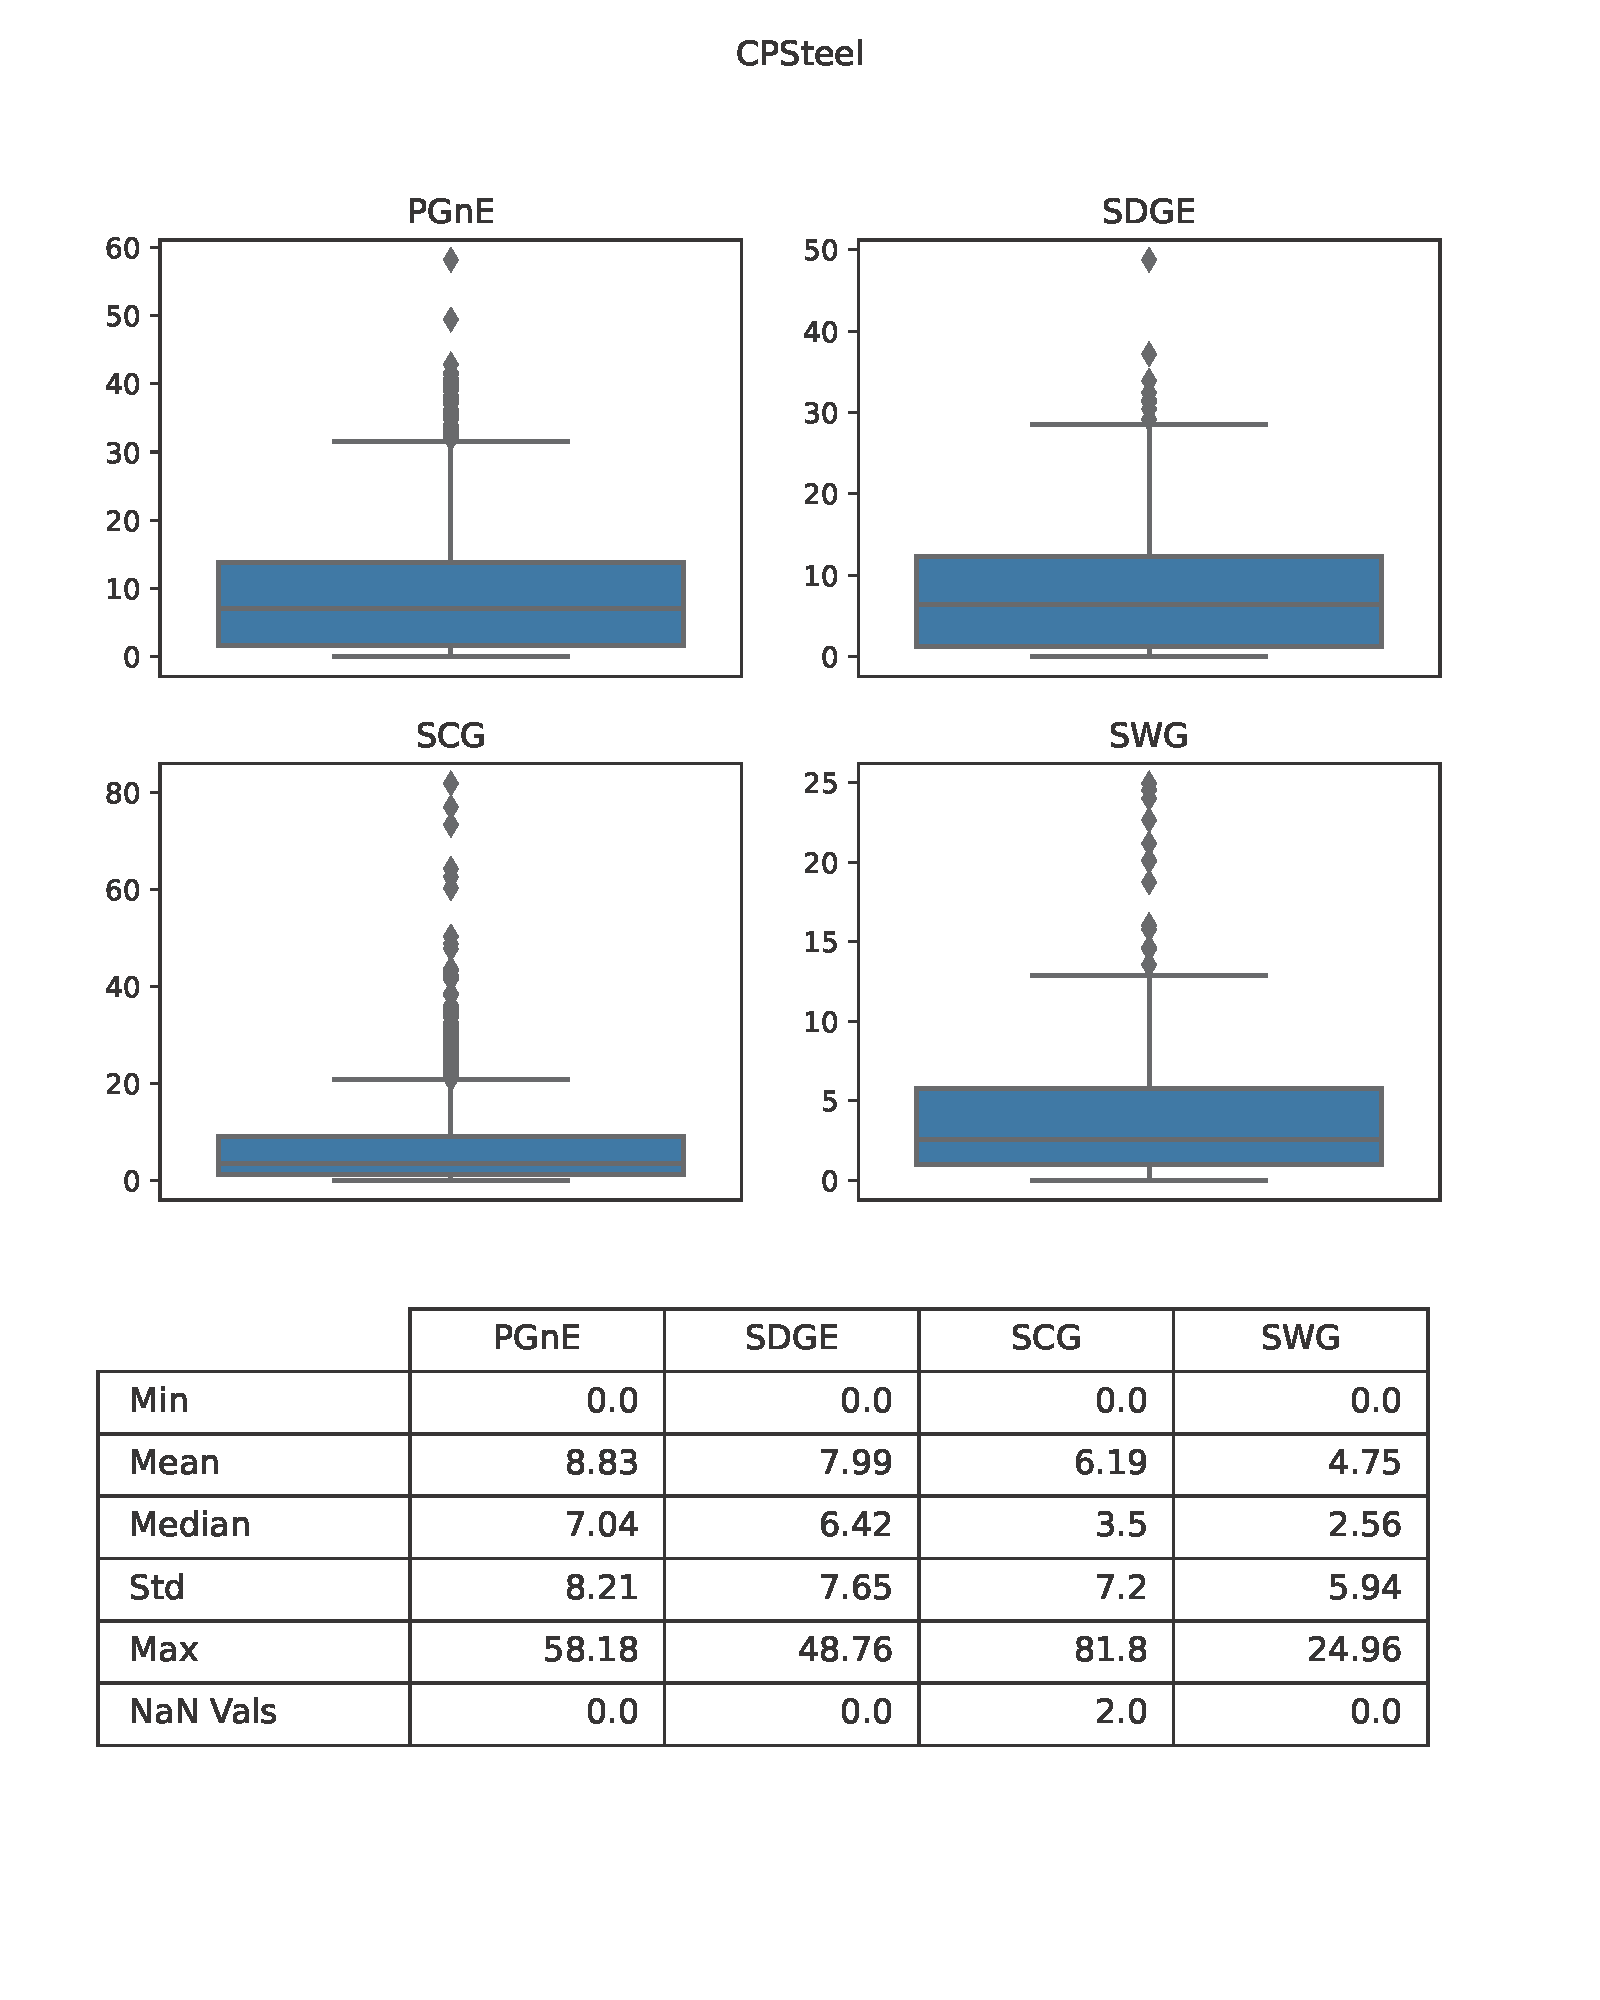 CPSteel
PGnE
60
50
40
30
20
10
0
SDGE
50
40
30
20
10
0
SCG
80
60
40
20
0
SWG
25
20
15
10
5
0
PGnE SDGE SCG SWG
Min 0.0 0.0 0.0 0.0
Mean 8.83 7.99 6.19 4.75
Median 7.04 6.42 3.5 2.56
Std 8.21 7.65 7.2 5.94
Max 58.18 48.76 81.8 24.96
NaN Vals 0.0 0.0 2.0 0.0